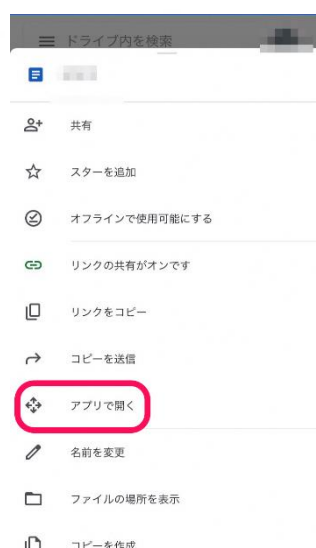 ドライブ内を検索
共有
スターを追加
オフラインで使用可能にする
リンクの共有がオンです
リンクをコピー
コピーを送信
アプリで開く
名前を変更
ファイルの場所を表示
コピーを作成